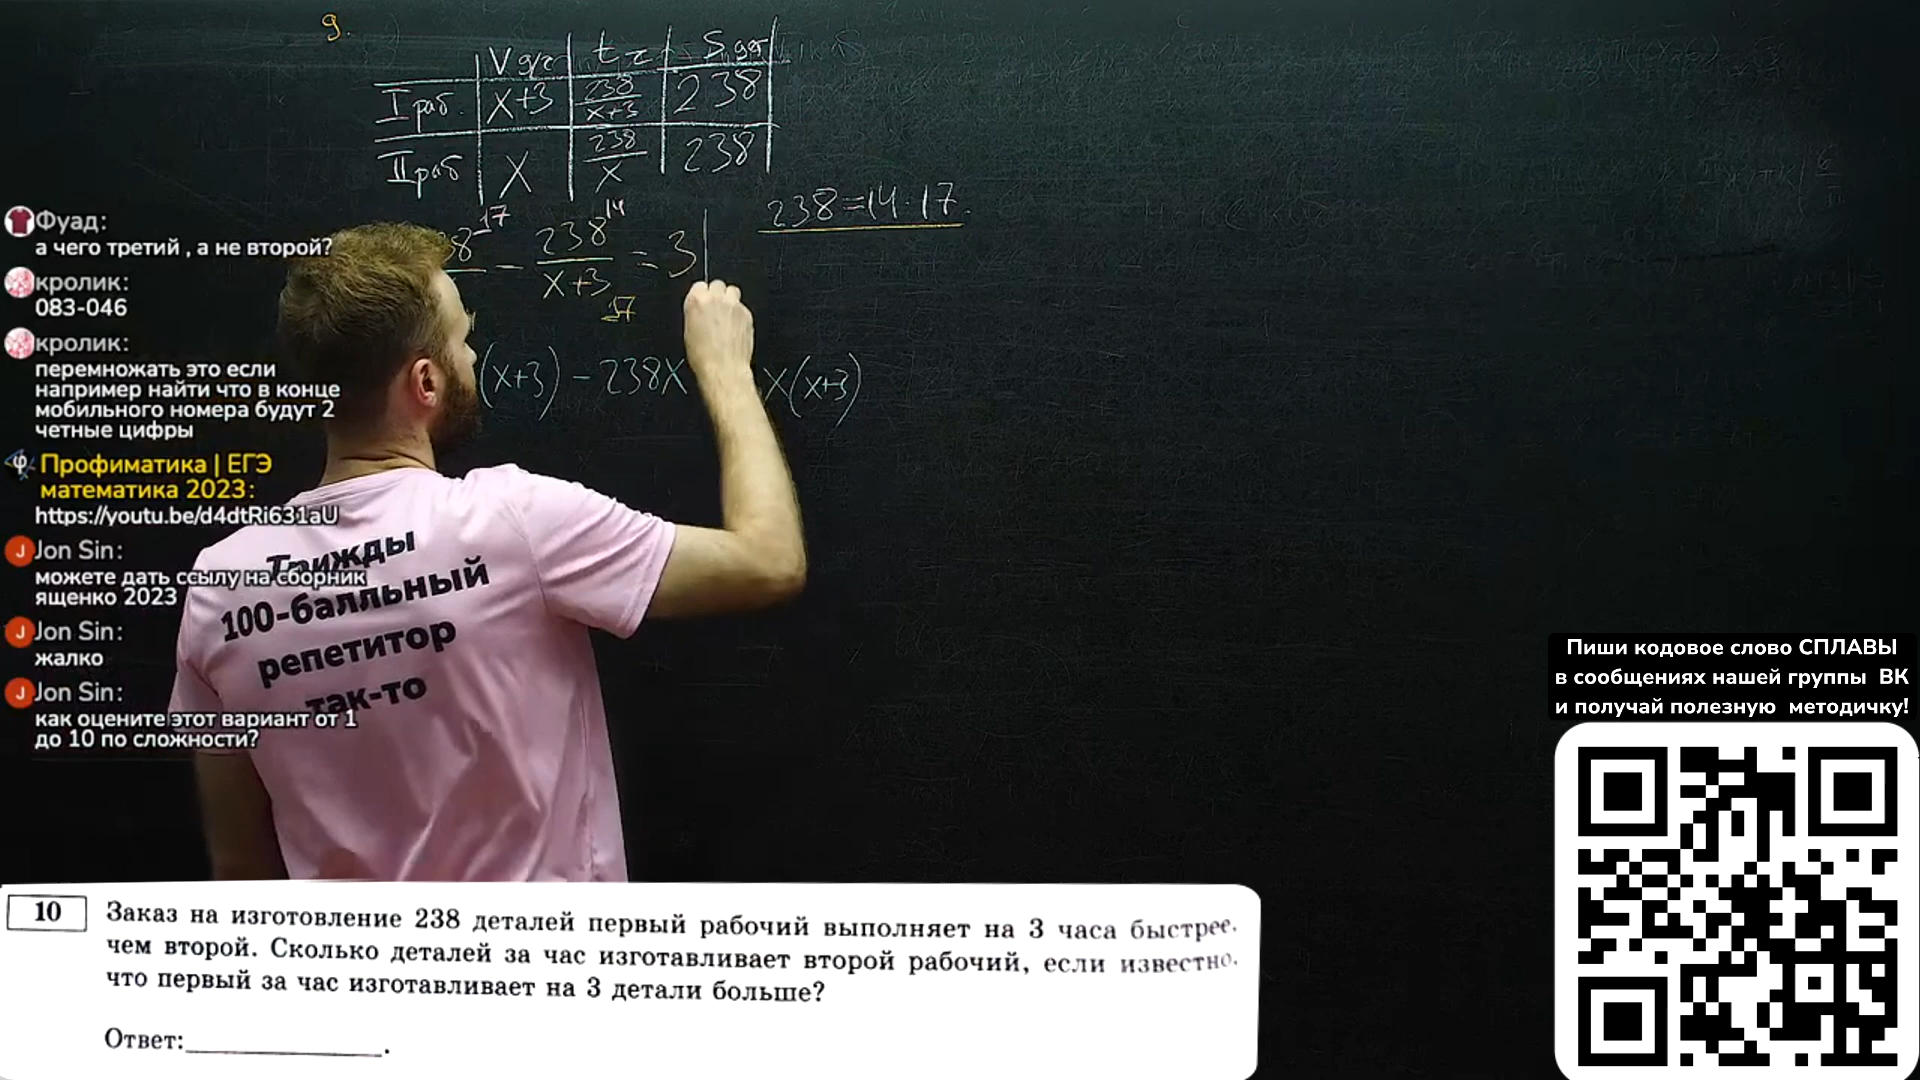 9.
V g/z t z S дет
I раб. x+3 238/x+3 238
II раб x 238/x 238
238=14·17.
17 14
38 - 238/x+3 = 3
17
(x+3) - 238x x(x+3)
Фуад:
а чего третий , а не второй?
кролик:
083-046
кролик:
перемножать это если
например найти что в конце
мобильного номера будут 2
четные цифры
Профиматика | ЕГЭ
математика 2023:
https://youtu.be/d4dtRi631aU
Jon Sin:
можете дать ссылу на сборник
ященко 2023
Jon Sin:
жалко
Jon Sin:
как оцените этот вариант от 1
до 10 по сложности?
Трижды
100-балльный
репетитор
так-то
Пиши кодовое слово СПЛАВЫ
в сообщениях нашей группы ВК
и получай полезную методичку!
10 Заказ на изготовление 238 деталей первый рабочий выполняет на 3 часа быстрее,
чем второй. Сколько деталей за час изготавливает второй рабочий, если известно,
что первый за час изготавливает на 3 детали больше?
Ответ:______________.